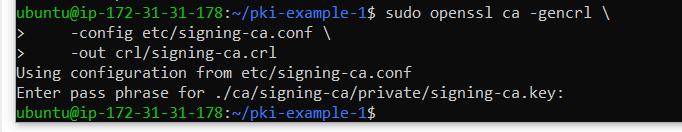 ubuntu@ip-172-31-31-178:~/pki-example-1$ sudo openssl ca -gencrl \
>     -config etc/signing-ca.conf \
>     -out crl/signing-ca.crl
Using configuration from etc/signing-ca.conf
Enter pass phrase for ./ca/signing-ca/private/signing-ca.key:
ubuntu@ip-172-31-31-178:~/pki-example-1$